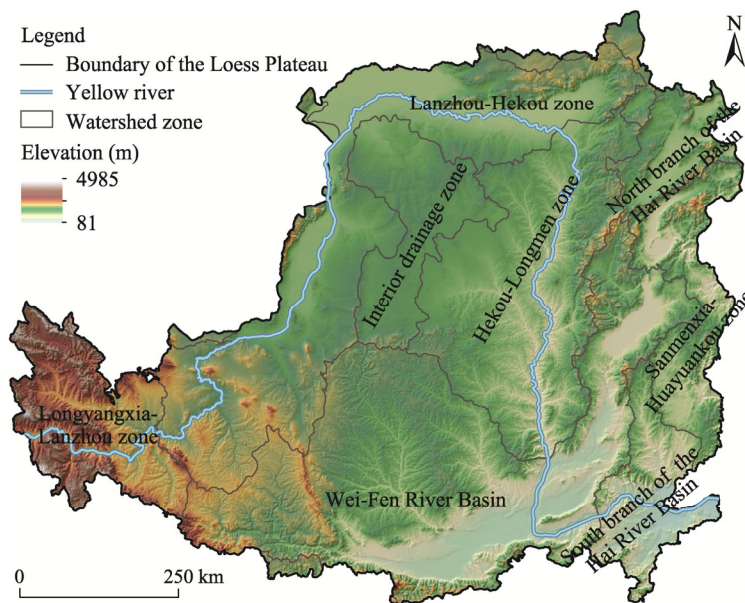 Legend
Boundary of the Loess Plateau
Yellow river
Watershed zone
Elevation (m)
4985
81
N
Lanzhou-Hekou zone
North branch of the
Hai River Basin
Interior drainage zone
Hekou-Longmen zone
Sanmenxia-
Huayuankou zone
Longyangxia-
Lanzhou zone
Wei-Fen River Basin
South branch of the
Hai River Basin
0
250 km